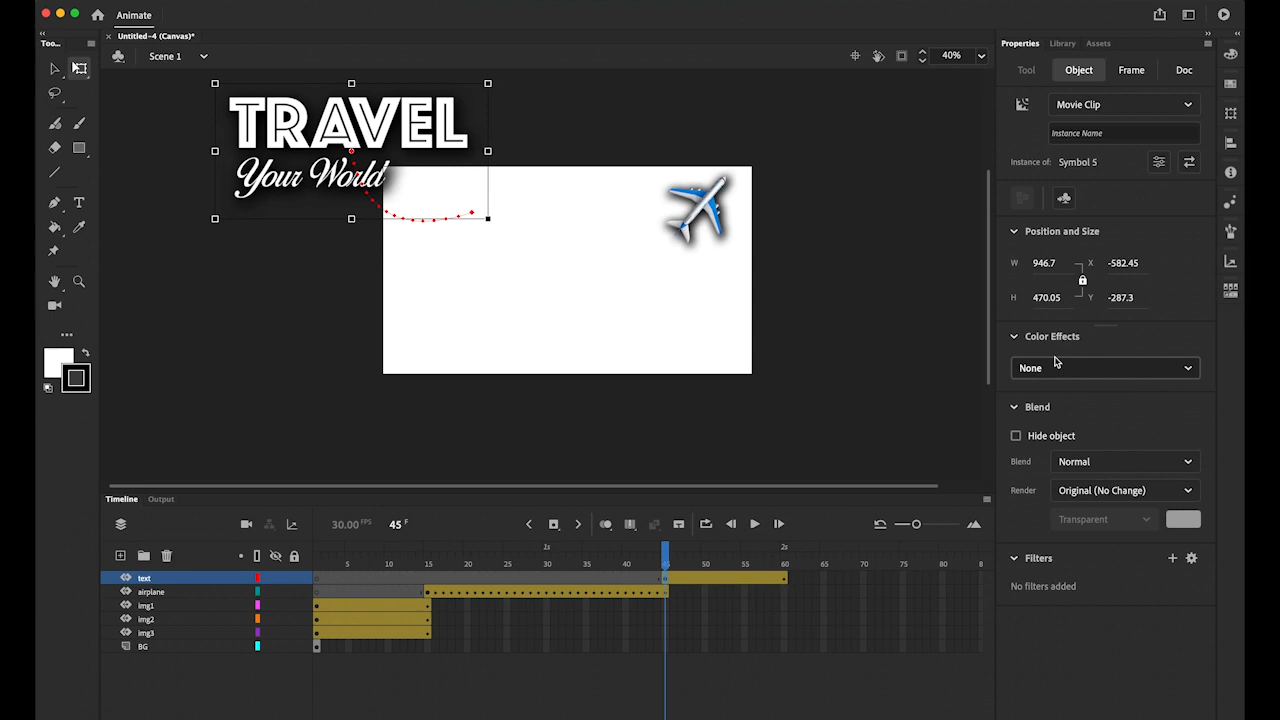 Animate
Untitled-4 (Canvas)*
Too...
Scene 1
40%
TRAVEL
Your World
Properties Library Assets
Tool Object Frame Doc
Movie Clip
Instance Name
Instance of: Symbol 5
Position and Size
W 946.7 X -582.45
H 470.05 Y -287.3
Color Effects
None
Blend
Hide object
Blend Normal
Render Original (No Change)
Transparent
Filters
No filters added
Timeline Output
30.00 FPS 45 F
1s 2s
5 10 15 20 25 30 35 40 45 50 55 60 65 70 75 80 8
text
airplane
img1
img2
img3
BG